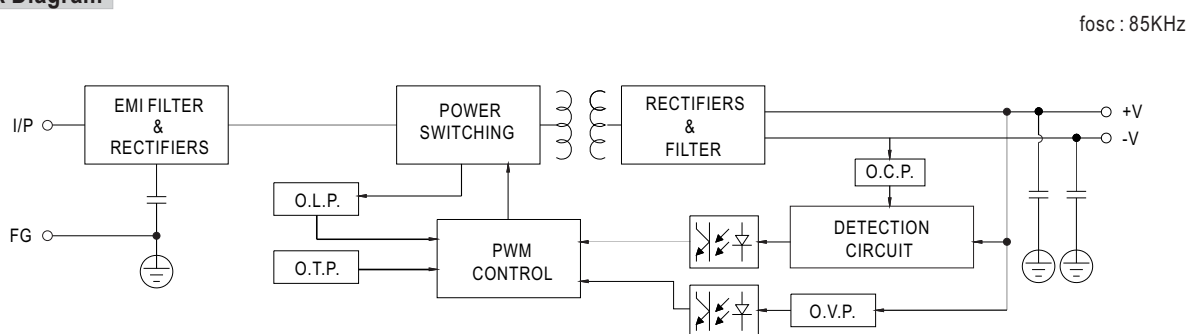 Diagram
fosc : 85KHz
I/P
EMI FILTER
&
RECTIFIERS
POWER
SWITCHING
RECTIFIERS
&
FILTER
+V
-V
O.C.P.
O.L.P.
FG
PWM
CONTROL
DETECTION
CIRCUIT
O.T.P.
O.V.P.